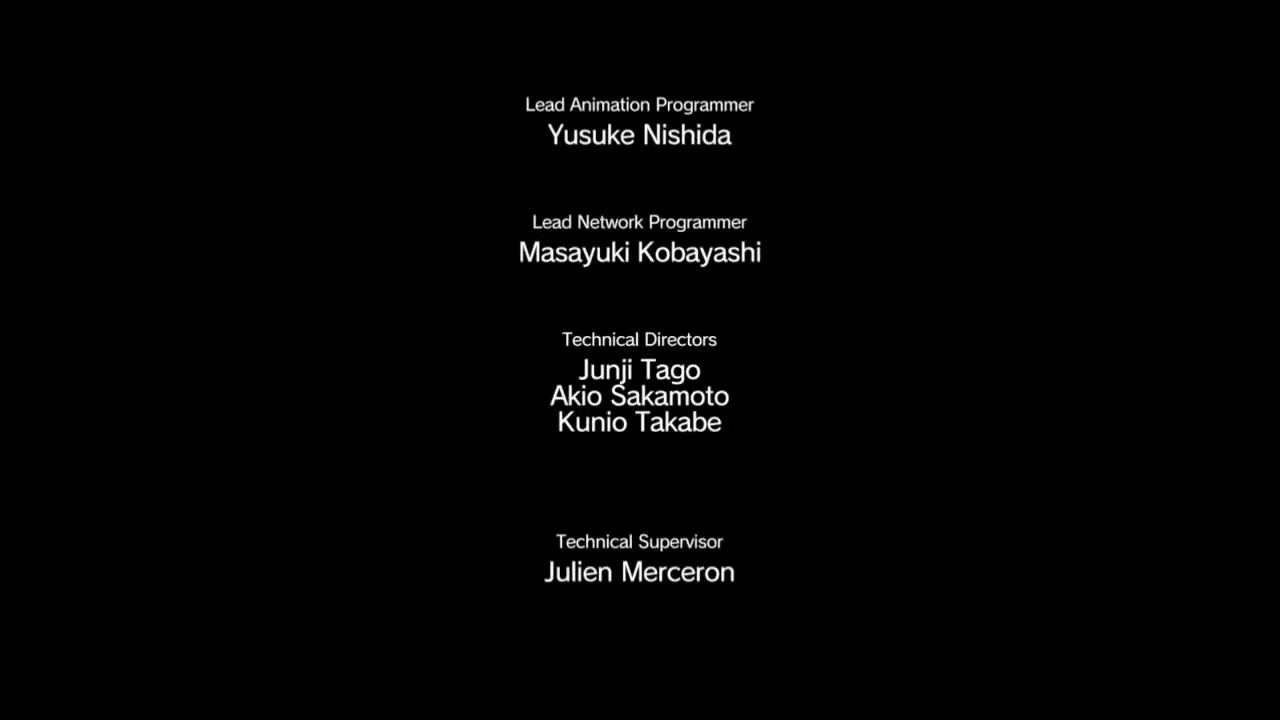 Lead Animation Programmer
Yusuke Nishida
Lead Network Programmer
Masayuki Kobayashi
Technical Directors
Junji Tago
Akio Sakamoto
Kunio Takabe
Technical Supervisor
Julien Merceron